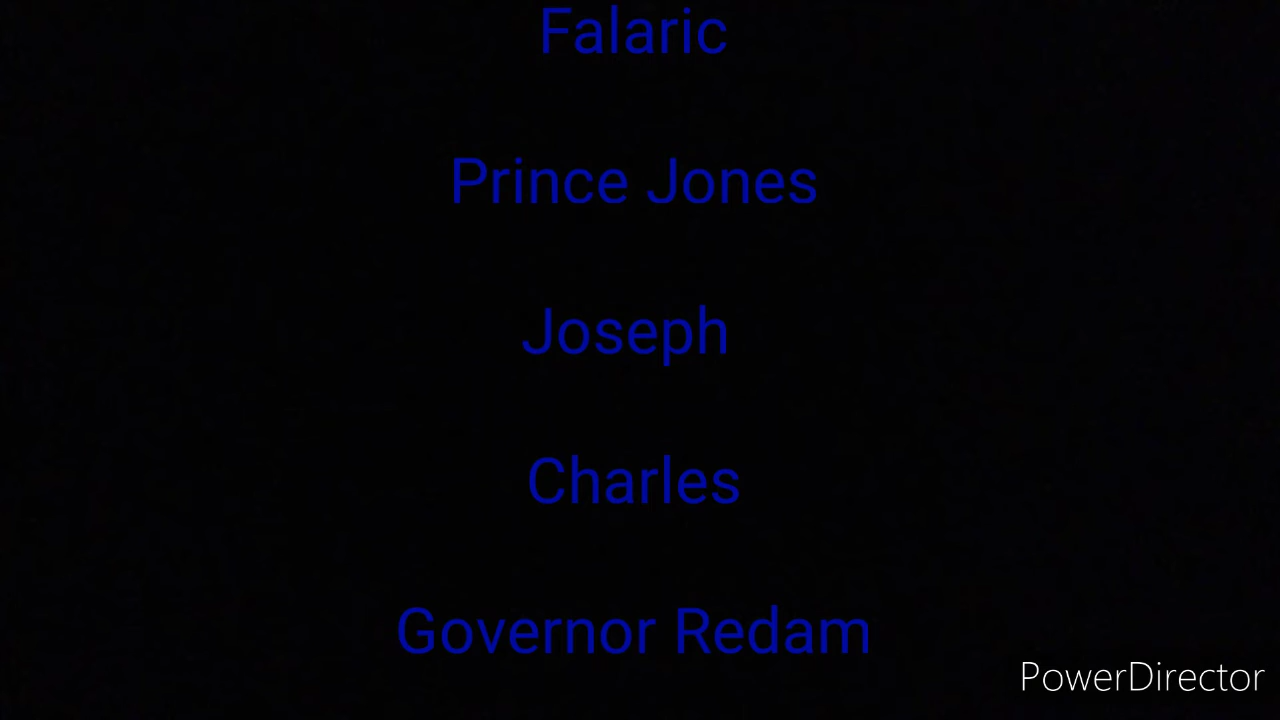 Falaric
Prince Jones
Joseph
Charles
Governor Redam
PowerDirector